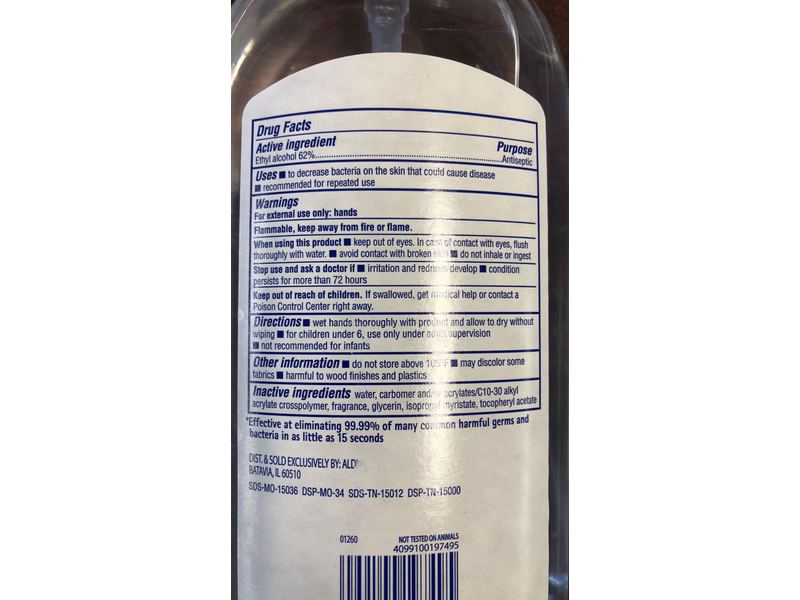 Drug Facts
Active ingredient Purpose
Ethyl alcohol 62%..........................................................Antiseptic
Uses ■ to decrease bacteria on the skin that could cause disease
■ recommended for repeated use
Warnings
For external use only: hands
Flammable, keep away from fire or flame.
When using this product ■ keep out of eyes. In case of contact with eyes, flush
thoroughly with water. ■ avoid contact with broken skin ■ do not inhale or ingest
Stop use and ask a doctor if ■ irritation and redness develop ■ condition
persists for more than 72 hours
Keep out of reach of children. If swallowed, get medical help or contact a
Poison Control Center right away.
Directions ■ wet hands thoroughly with product and allow to dry without
wiping ■ for children under 6, use only under adult supervision
■ not recommended for infants
Other information ■ do not store above 105°F ■ may discolor some
fabrics ■ harmful to wood finishes and plastics
Inactive ingredients water, carbomer and/or acrylates/C10-30 alkyl
acrylate crosspolymer, fragrance, glycerin, isopropyl myristate, tocopheryl acetate
*Effective at eliminating 99.99% of many common harmful germs and
bacteria in as little as 15 seconds
DIST. & SOLD EXCLUSIVELY BY: ALDI
BATAVIA, IL 60510
SDS-MO-15036 DSP-MO-34 SDS-TN-15012 DSP-TN-15000
01260 NOT TESTED ON ANIMALS
4099100197495